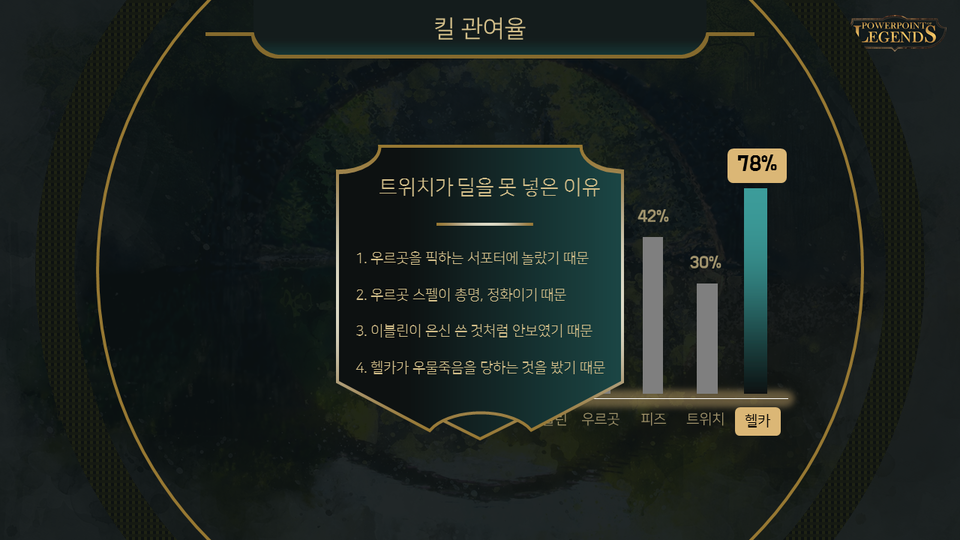 킬 관여율
POWERPOINT
LEGENDS
트위치가 딜을 못 넣은 이유
1. 우르곳을 픽하는 서포터에 놀랐기 때문
2. 우르곳 스펠이 총명, 정화이기 때문
3. 이블린이 은신 쓴 것처럼 안보였기 때문
4. 헬카가 우물죽음을 당하는 것을 봤기 때문
78%
42%
30%
우르곳 피즈 트위치 헬카